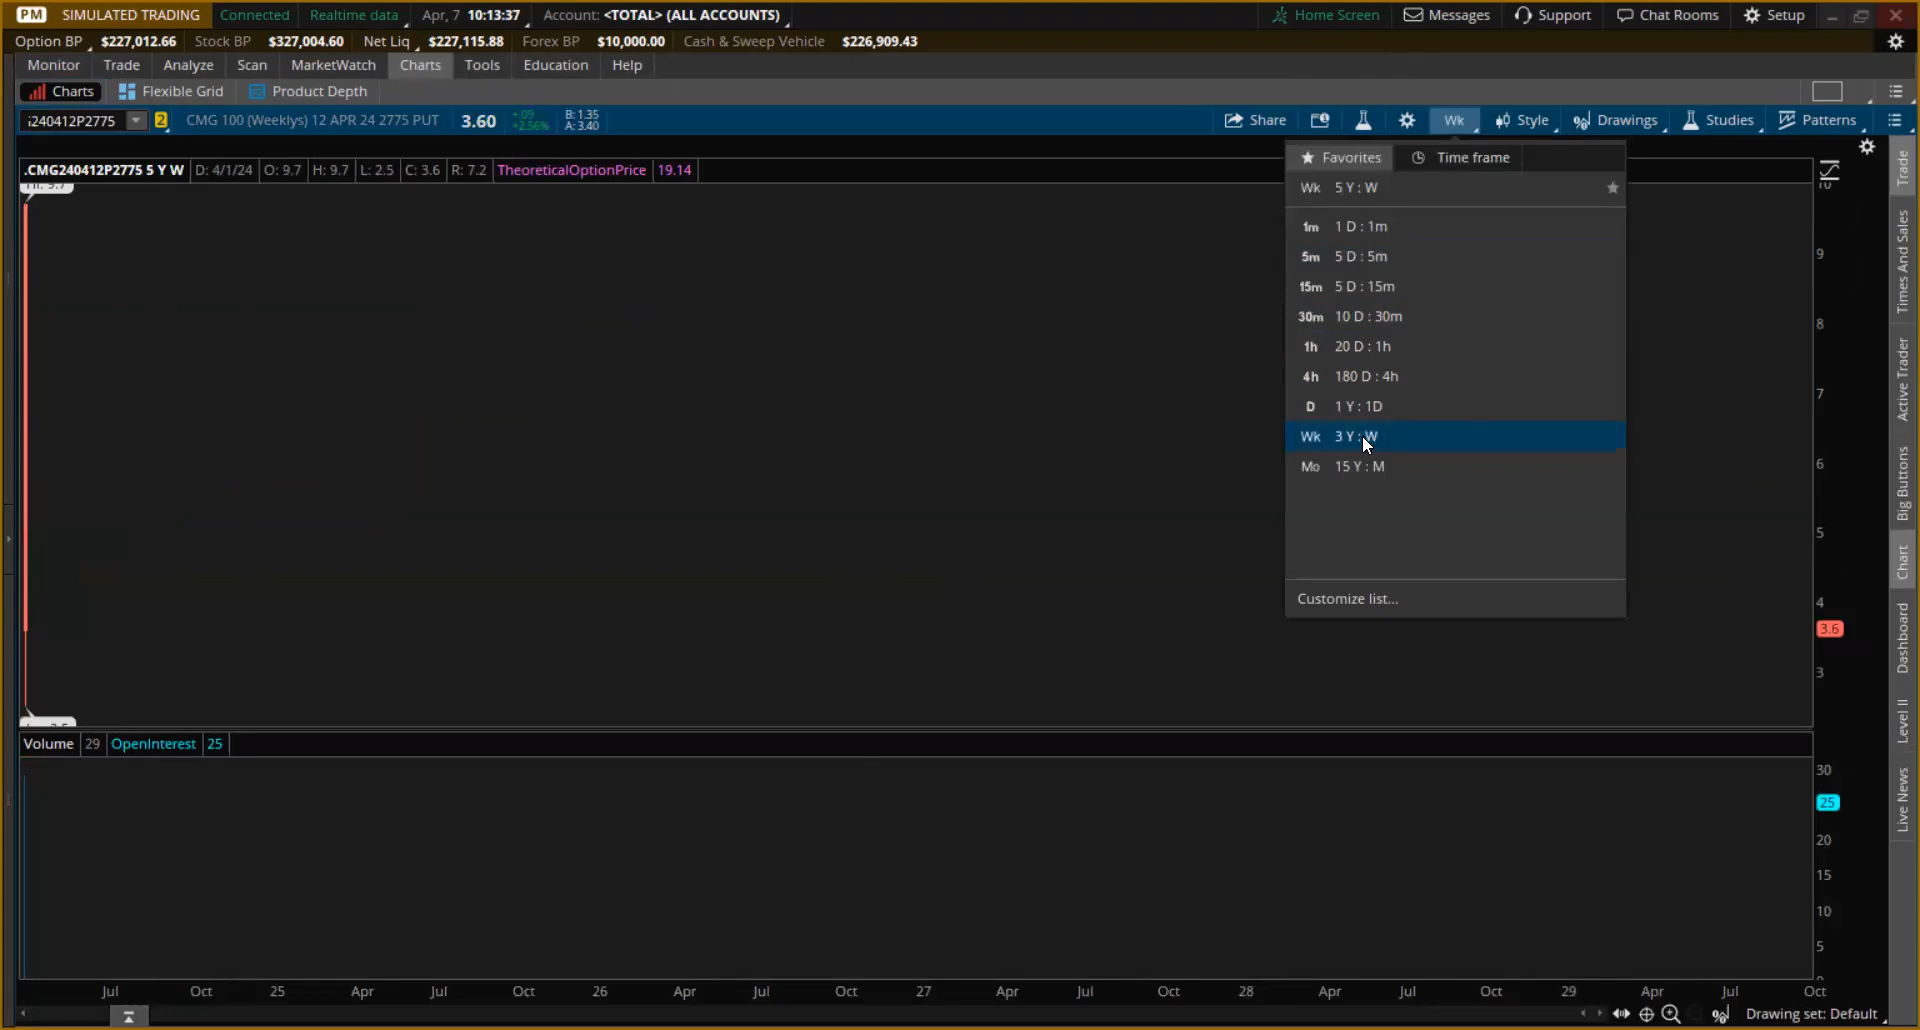 PM SIMULATED TRADING Connected Realtime data Apr, 7 10:13:37 Account: <TOTAL> (ALL ACCOUNTS) Home Screen Messages Support Chat Rooms Setup
Option BP $227,012.66 Stock BP $327,004.60 Net Liq $227,115.88 Forex BP $10,000.00 Cash & Sweep Vehicle $226,909.43
Monitor Trade Analyze Scan MarketWatch Charts Tools Education Help
Charts Flexible Grid Product Depth
i240412P2775 2 CMG 100 (Weeklys) 12 APR 24 2775 PUT 3.60 +.09 +2.56% B: 1.35 A: 3.40 Share Wk Style Drawings Studies Patterns
Favorites Time frame
.CMG240412P2775 5 Y W D: 4/1/24 O: 9.7 H: 9.7 L: 2.5 C: 3.6 R: 7.2 TheoreticalOptionPrice 19.14
Wk 5 Y : W
1m 1 D : 1m
5m 5 D : 5m
15m 5 D : 15m
30m 10 D : 30m
1h 20 D : 1h
4h 180 D : 4h
D 1 Y : 1D
Wk 3 Y : W
Mo 15 Y : M
Customize list...
10
9
8
7
6
5
4
3.6
3
Volume 29 OpenInterest 25
30
25
20
15
10
5
Jul Oct 25 Apr Jul Oct 26 Apr Jul Oct 27 Apr Jul Oct 28 Apr Jul Oct 29 Apr Jul Oct
Drawing set: Default
Trade
Times And Sales
Active Trader
Big Buttons
Chart
Dashboard
Level II
Live News